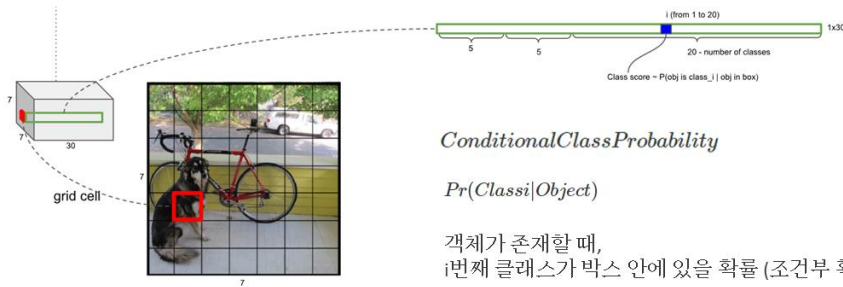 i (from 1 to 20)
1x30
5
5
20 - number of classes
Class score ~ P(obj is class_i | obj in box)
7
7
30
grid cell
7
7
ConditionalClassProbability
Pr(Classi|Object)
객체가 존재할 때,
i번째 클래스가 박스 안에 있을 확률 (조건부 확